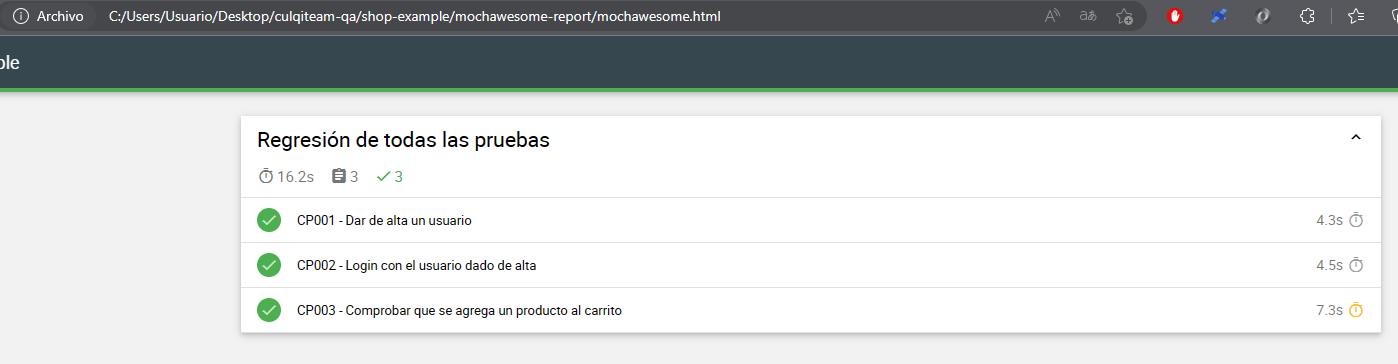 Archivo C:/Users/Usuario/Desktop/culqiteam-qa/shop-example/mochawesome-report/mochawesome.html
ple
Regresión de todas las pruebas
16.2s 3 3
CP001 - Dar de alta un usuario 4.3s
CP002 - Login con el usuario dado de alta 4.5s
CP003 - Comprobar que se agrega un producto al carrito 7.3s